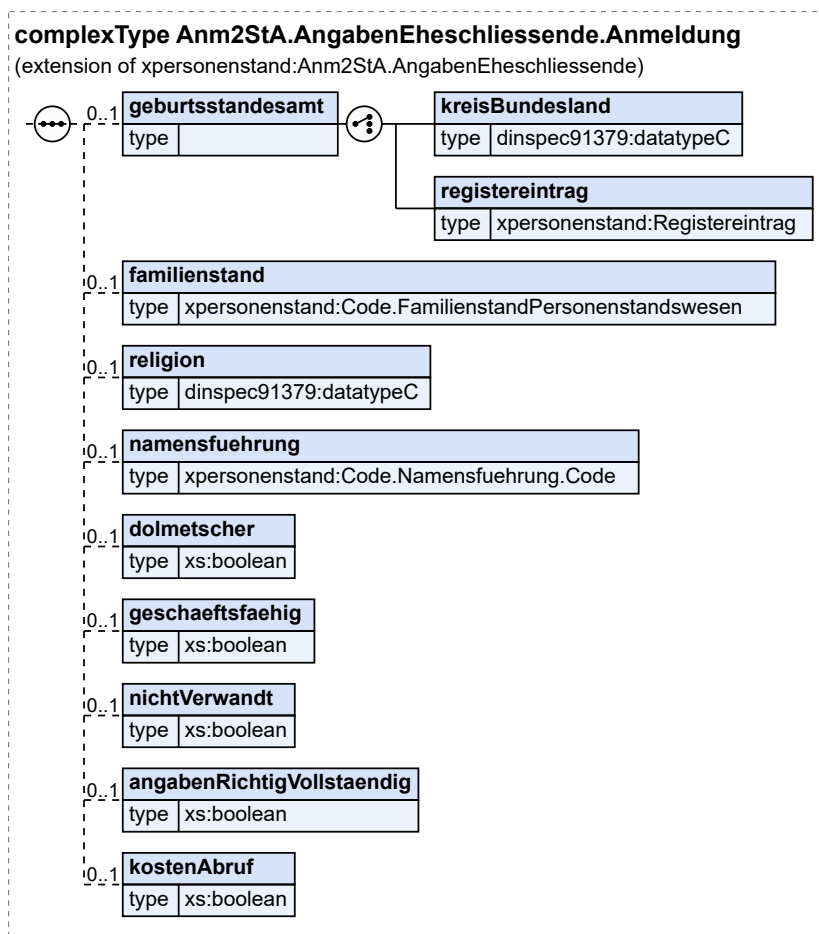 complexType Anm2StA.AngabenEheschliessende.Anmeldung
(extension of xpersonenstand:Anm2StA.AngabenEheschliessende)
0..1 geburtsstandesamt
type
kreisBundesland
type dinspec91379:datatypeC
registereintrag
type xpersonenstand:Registereintrag
0..1 familienstand
type xpersonenstand:Code.FamilienstandPersonenstandswesen
0..1 religion
type dinspec91379:datatypeC
0..1 namensfuehrung
type xpersonenstand:Code.Namensfuehrung.Code
0..1 dolmetscher
type xs:boolean
0..1 geschaeftsfaehig
type xs:boolean
0..1 nichtVerwandt
type xs:boolean
0..1 angabenRichtigVollstaendig
type xs:boolean
0..1 kostenAbruf
type xs:boolean